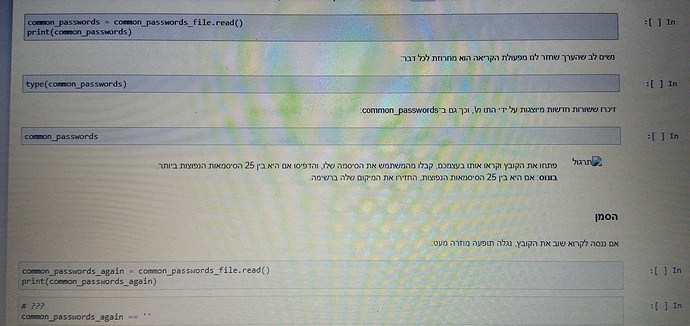 In [ ]:
common_passwords = common_passwords_file.read()
print(common_passwords)
נשים לב שהערך שחזר לנו מפעולת הקריאה הוא מחרוזת לכל דבר:
In [ ]:
type(common_passwords)
זיכרו ששורות חדשות מיוצגות על ידי התו \n, וכך גם ב־common_passwords:
In [ ]:
common_passwords
תרגול
פתחו את הקובץ וקראו אותו בעצמכם, קבלו מהמשתמש את הסיסמה שלו, והדפיסו אם היא בין 25 הסיסמאות הנפוצות ביותר.
בונוס: אם היא בין 25 הסיסמאות הנפוצות, החזירו את המיקום שלה ברשימה.
הסמן
אם ננסה לקרוא שוב את הקובץ, נגלה תופעה מוזרה מעט:
In [ ]:
common_passwords_again = common_passwords_file.read()
print(common_passwords_again)
In [ ]:
# ???
common_passwords_again == ''